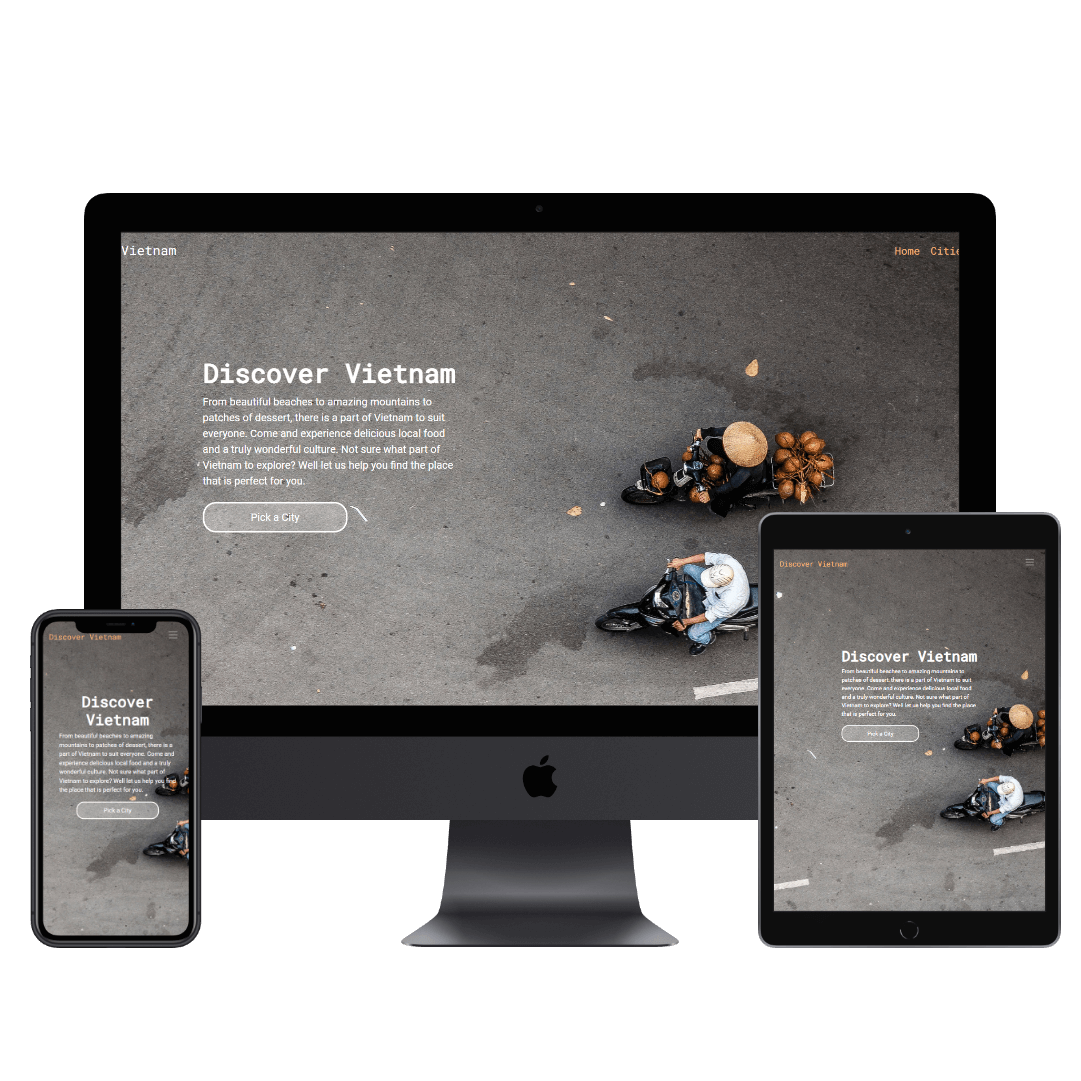 Vietnam
Home Citie
Discover Vietnam
From beautiful beaches to amazing mountains to
patches of dessert, there is a part of Vietnam to suit
everyone. Come and experience delicious local food
and a truly wonderful culture. Not sure what part of
Vietnam to explore? Well let us help you find the place
that is perfect for you.
Pick a City
Discover Vietnam
Discover
Vietnam
From beautiful beaches to amazing
mountains to patches of dessert, there is a
part of Vietnam to suit everyone. Come and
experience delicious local food and a truly
wonderful culture. Not sure what part of
Vietnam to explore? Well let us help you find
the place that is perfect for you.
Pick a City
Discover Vietnam
Discover Vietnam
From beautiful beaches to amazing mountains to
patches of dessert, there is a part of Vietnam to suit
everyone. Come and experience delicious local food
and a truly wonderful culture. Not sure what part of
Vietnam to explore? Well let us help you find the place
that is perfect for you.
Pick a City